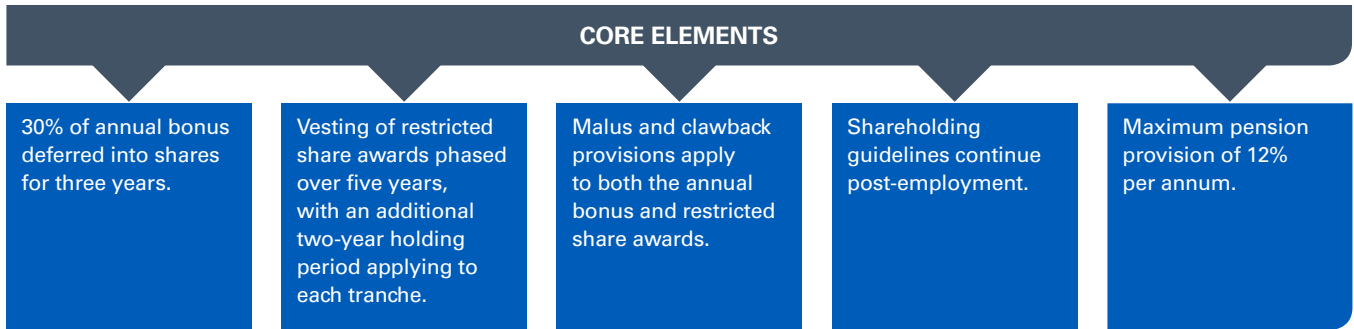 CORE ELEMENTS
30% of annual bonus
deferred into shares
for three years.
Vesting of restricted
share awards phased
over five years,
with an additional
two-year holding
period applying to
each tranche.
Malus and clawback
provisions apply
to both the annual
bonus and restricted
share awards.
Shareholding
guidelines continue
post-employment.
Maximum pension
provision of 12%
per annum.